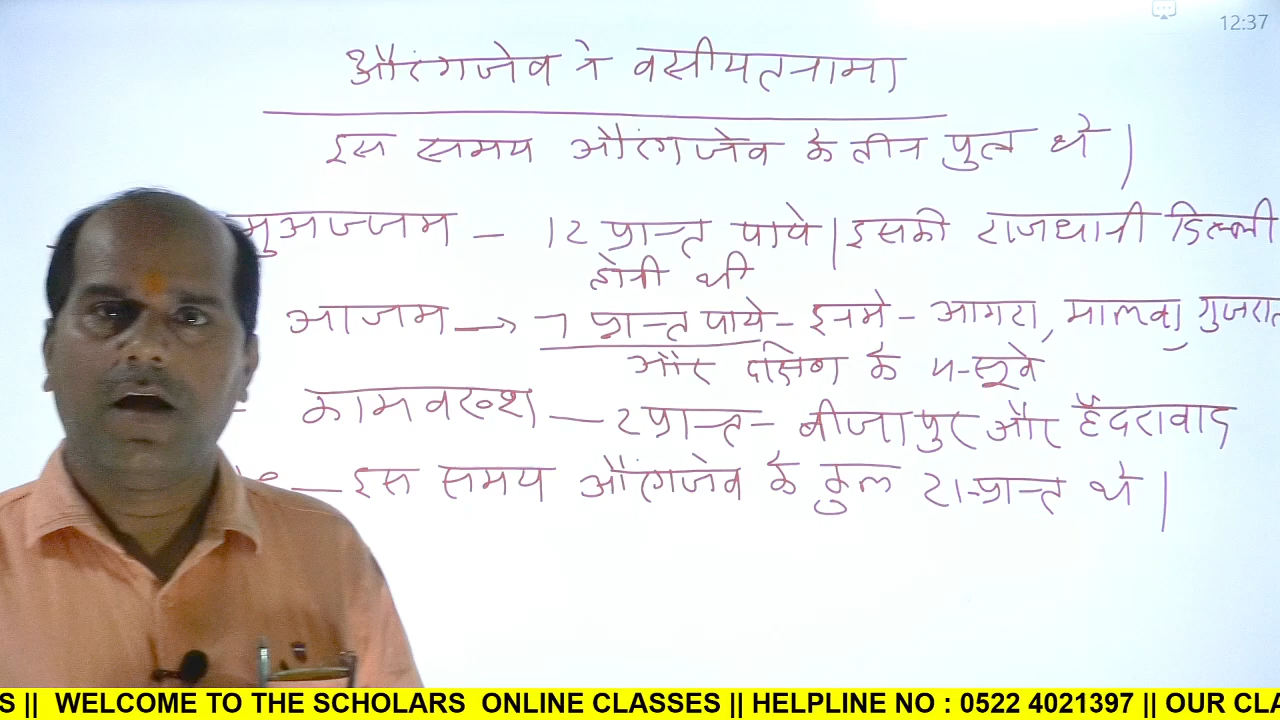 12:37
औरंगजेब ने वसीयतनामा
इस समय औरंगजेब के तीन पुत्र थे |
मुअज्जम – 12 प्रान्त पाये | इसकी राजधानी दिल्ली
होनी थी
आजम → 7 प्रान्त पाये – इनमे – आगरा, मालवा, गुजरात
और दक्षिण के 4-सूबे
कामबख्श – 2 प्रान्त – बीजापुर और हैदराबाद
– इस समय औरंगजेब के कुल 21-प्रान्त थे |
S || WELCOME TO THE SCHOLARS ONLINE CLASSES || HELPLINE NO : 0522 4021397 || OUR CLA